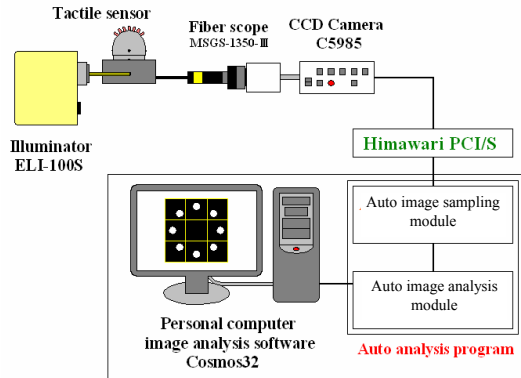 Tactile sensor
Fiber scope
MSGS-1350-III
CCD Camera
C5985
Illuminator
ELI-100S
Himawari PCI/S
Auto image sampling
module
Auto image analysis
module
Personal computer
image analysis software
Cosmos32
Auto analysis program